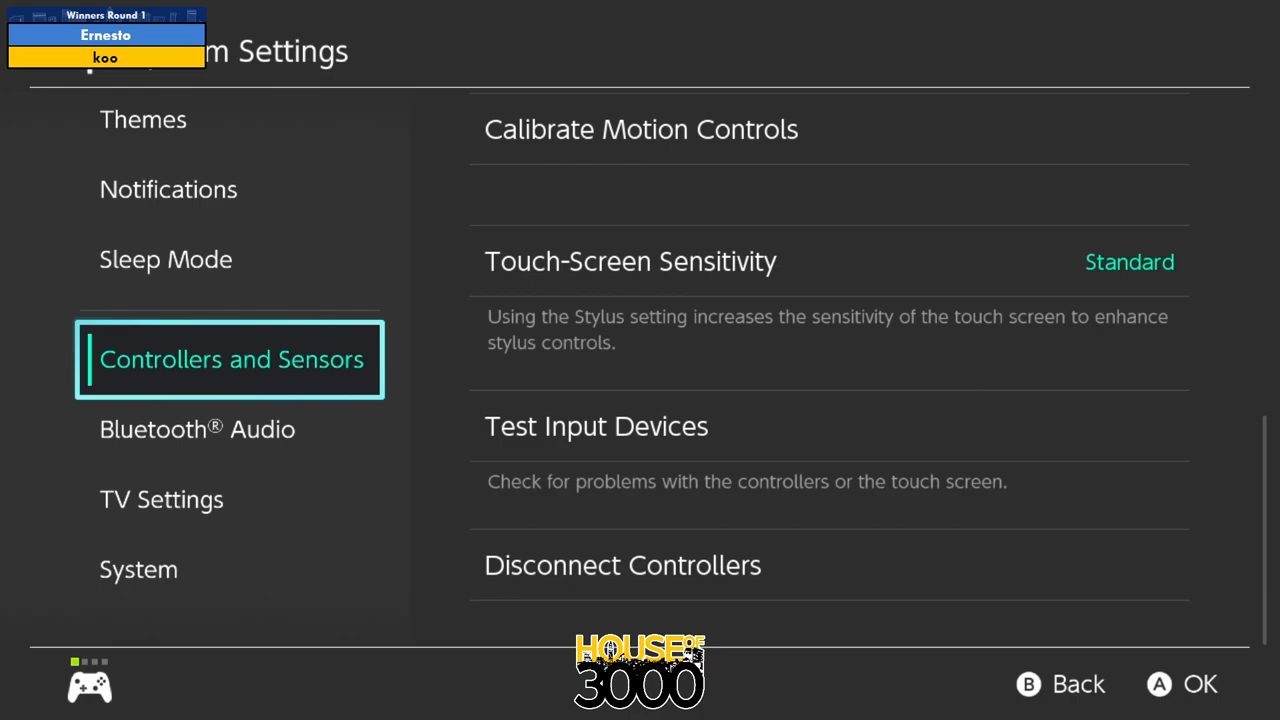 Winners Round 1
Ernesto
koo
m Settings
Themes
Notifications
Sleep Mode
Controllers and Sensors
Bluetooth® Audio
TV Settings
System
Calibrate Motion Controls
Touch-Screen Sensitivity Standard
Using the Stylus setting increases the sensitivity of the touch screen to enhance
stylus controls.
Test Input Devices
Check for problems with the controllers or the touch screen.
Disconnect Controllers
HOUSE OF
3000
B Back A OK